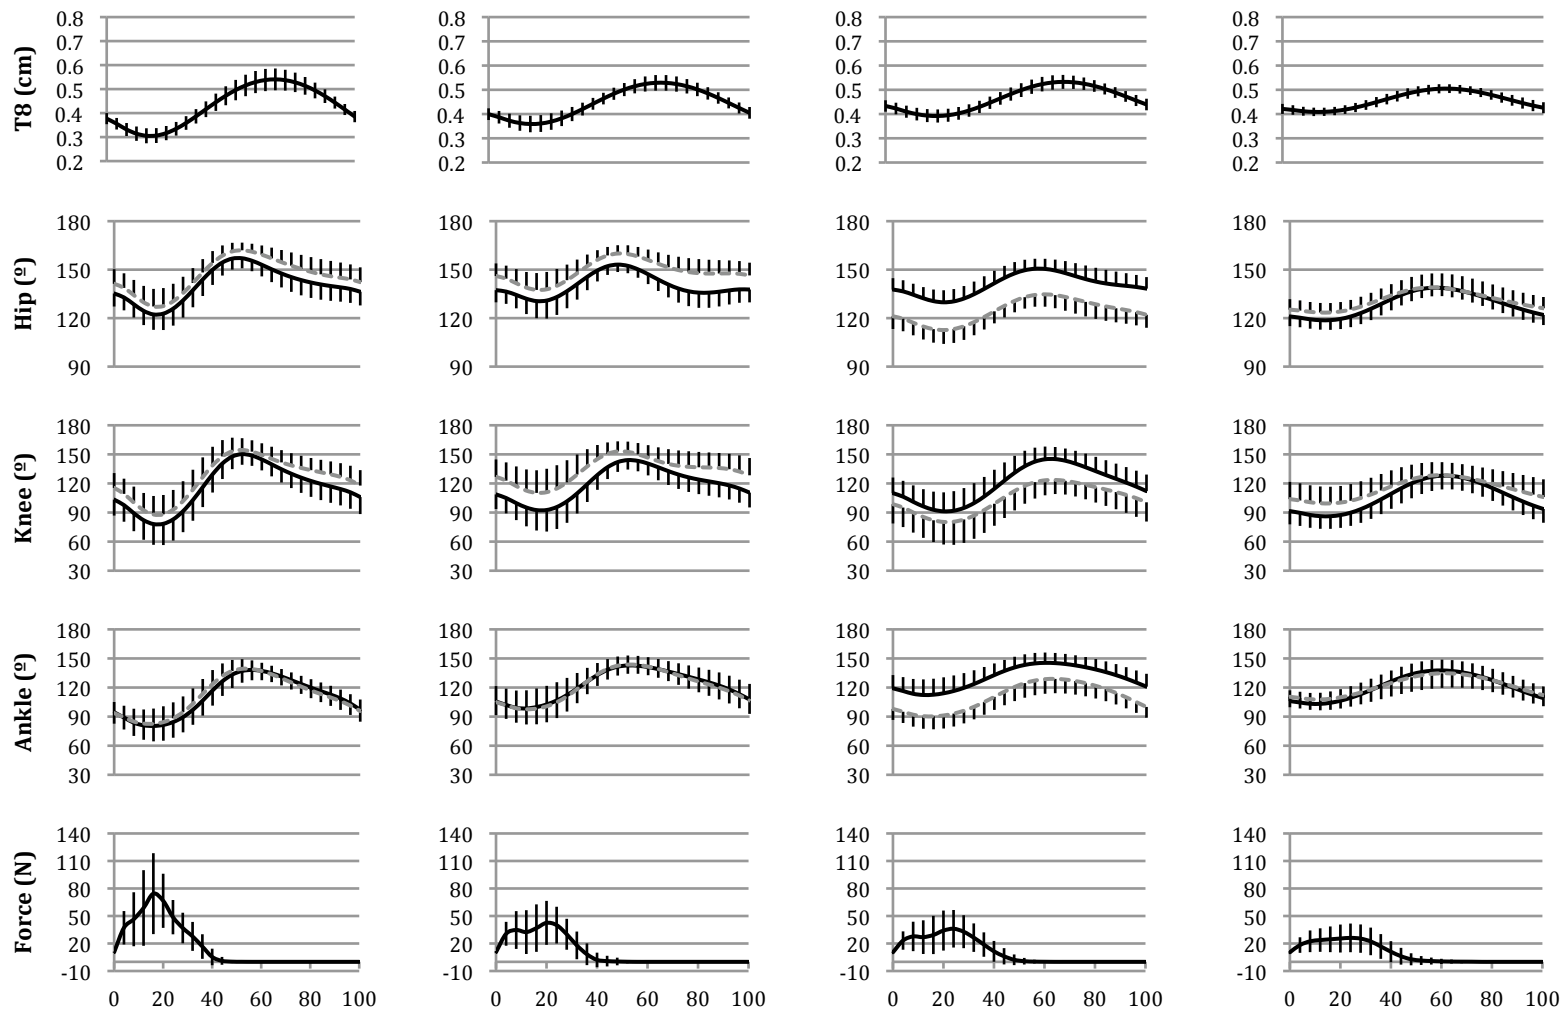 T8 (cm)
0.8 0.8 0.8 0.8
0.7 0.7 0.7 0.7
0.6 0.6 0.6 0.6
0.5 0.5 0.5 0.5
0.4 0.4 0.4 0.4
0.3 0.3 0.3 0.3
0.2 0.2 0.2 0.2
Hip (º)
180 180 180 180
150 150 150 150
120 120 120 120
90 90 90 90
Knee (º)
180 180 180 180
150 150 150 150
120 120 120 120
90 90 90 90
60 60 60 60
30 30 30 30
Ankle (º)
180 180 180 180
150 150 150 150
120 120 120 120
90 90 90 90
60 60 60 60
30 30 30 30
Force (N)
140 140 140 140
110 110 110 110
80 80 80 80
50 50 50 50
20 20 20 20
-10 -10 -10 -10
0 20 40 60 80 100 0 20 40 60 80 100 0 20 40 60 80 100 0 20 40 60 80 100